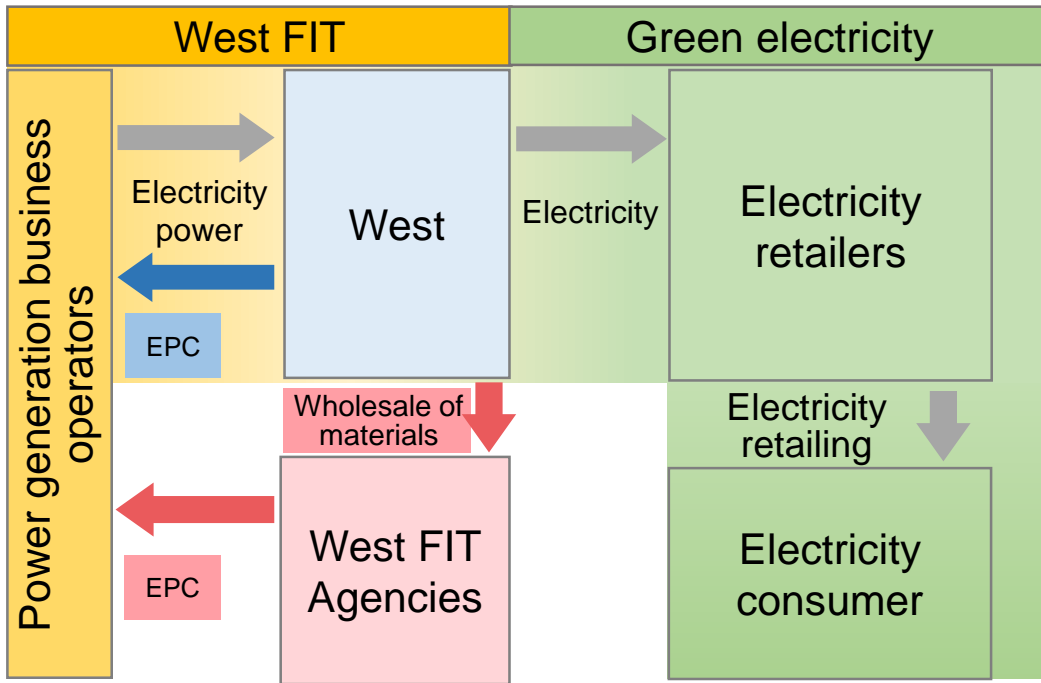 West FIT
Green electricity
Power generation business
operators
Electricity
power
EPC
West
Electricity
Electricity
retailers
Wholesale of
materials
Electricity
retailing
EPC
West FIT
Agencies
Electricity
consumer